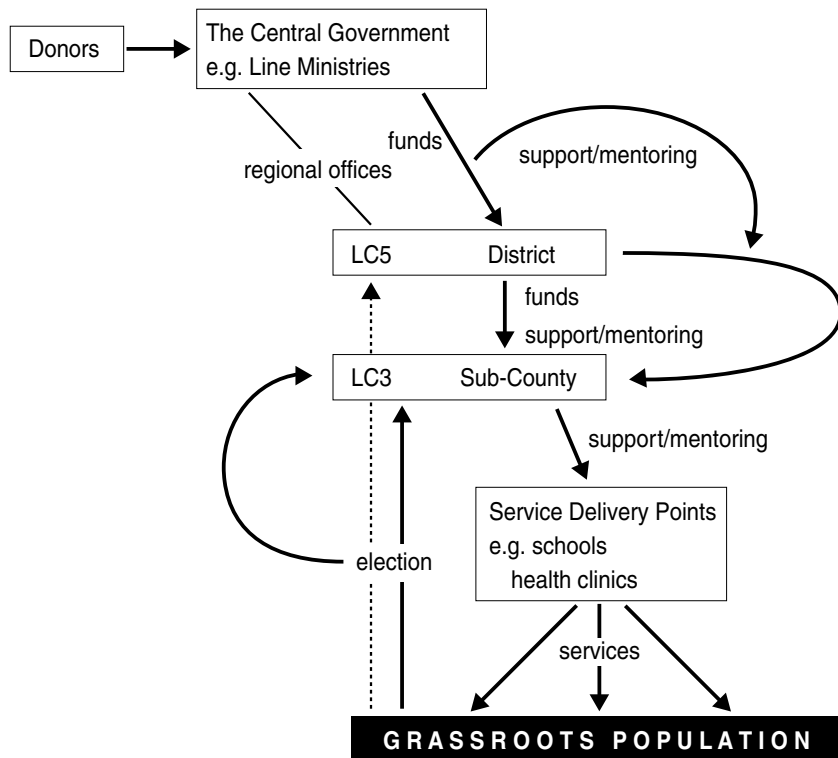 The Central Government
e.g. Line Ministries
Donors
funds
support/mentoring
regional offices
LC5 District
funds
support/mentoring
LC3 Sub-County
support/mentoring
Service Delivery Points
e.g. schools
health clinics
election
services
GRASSROOTS POPULATION